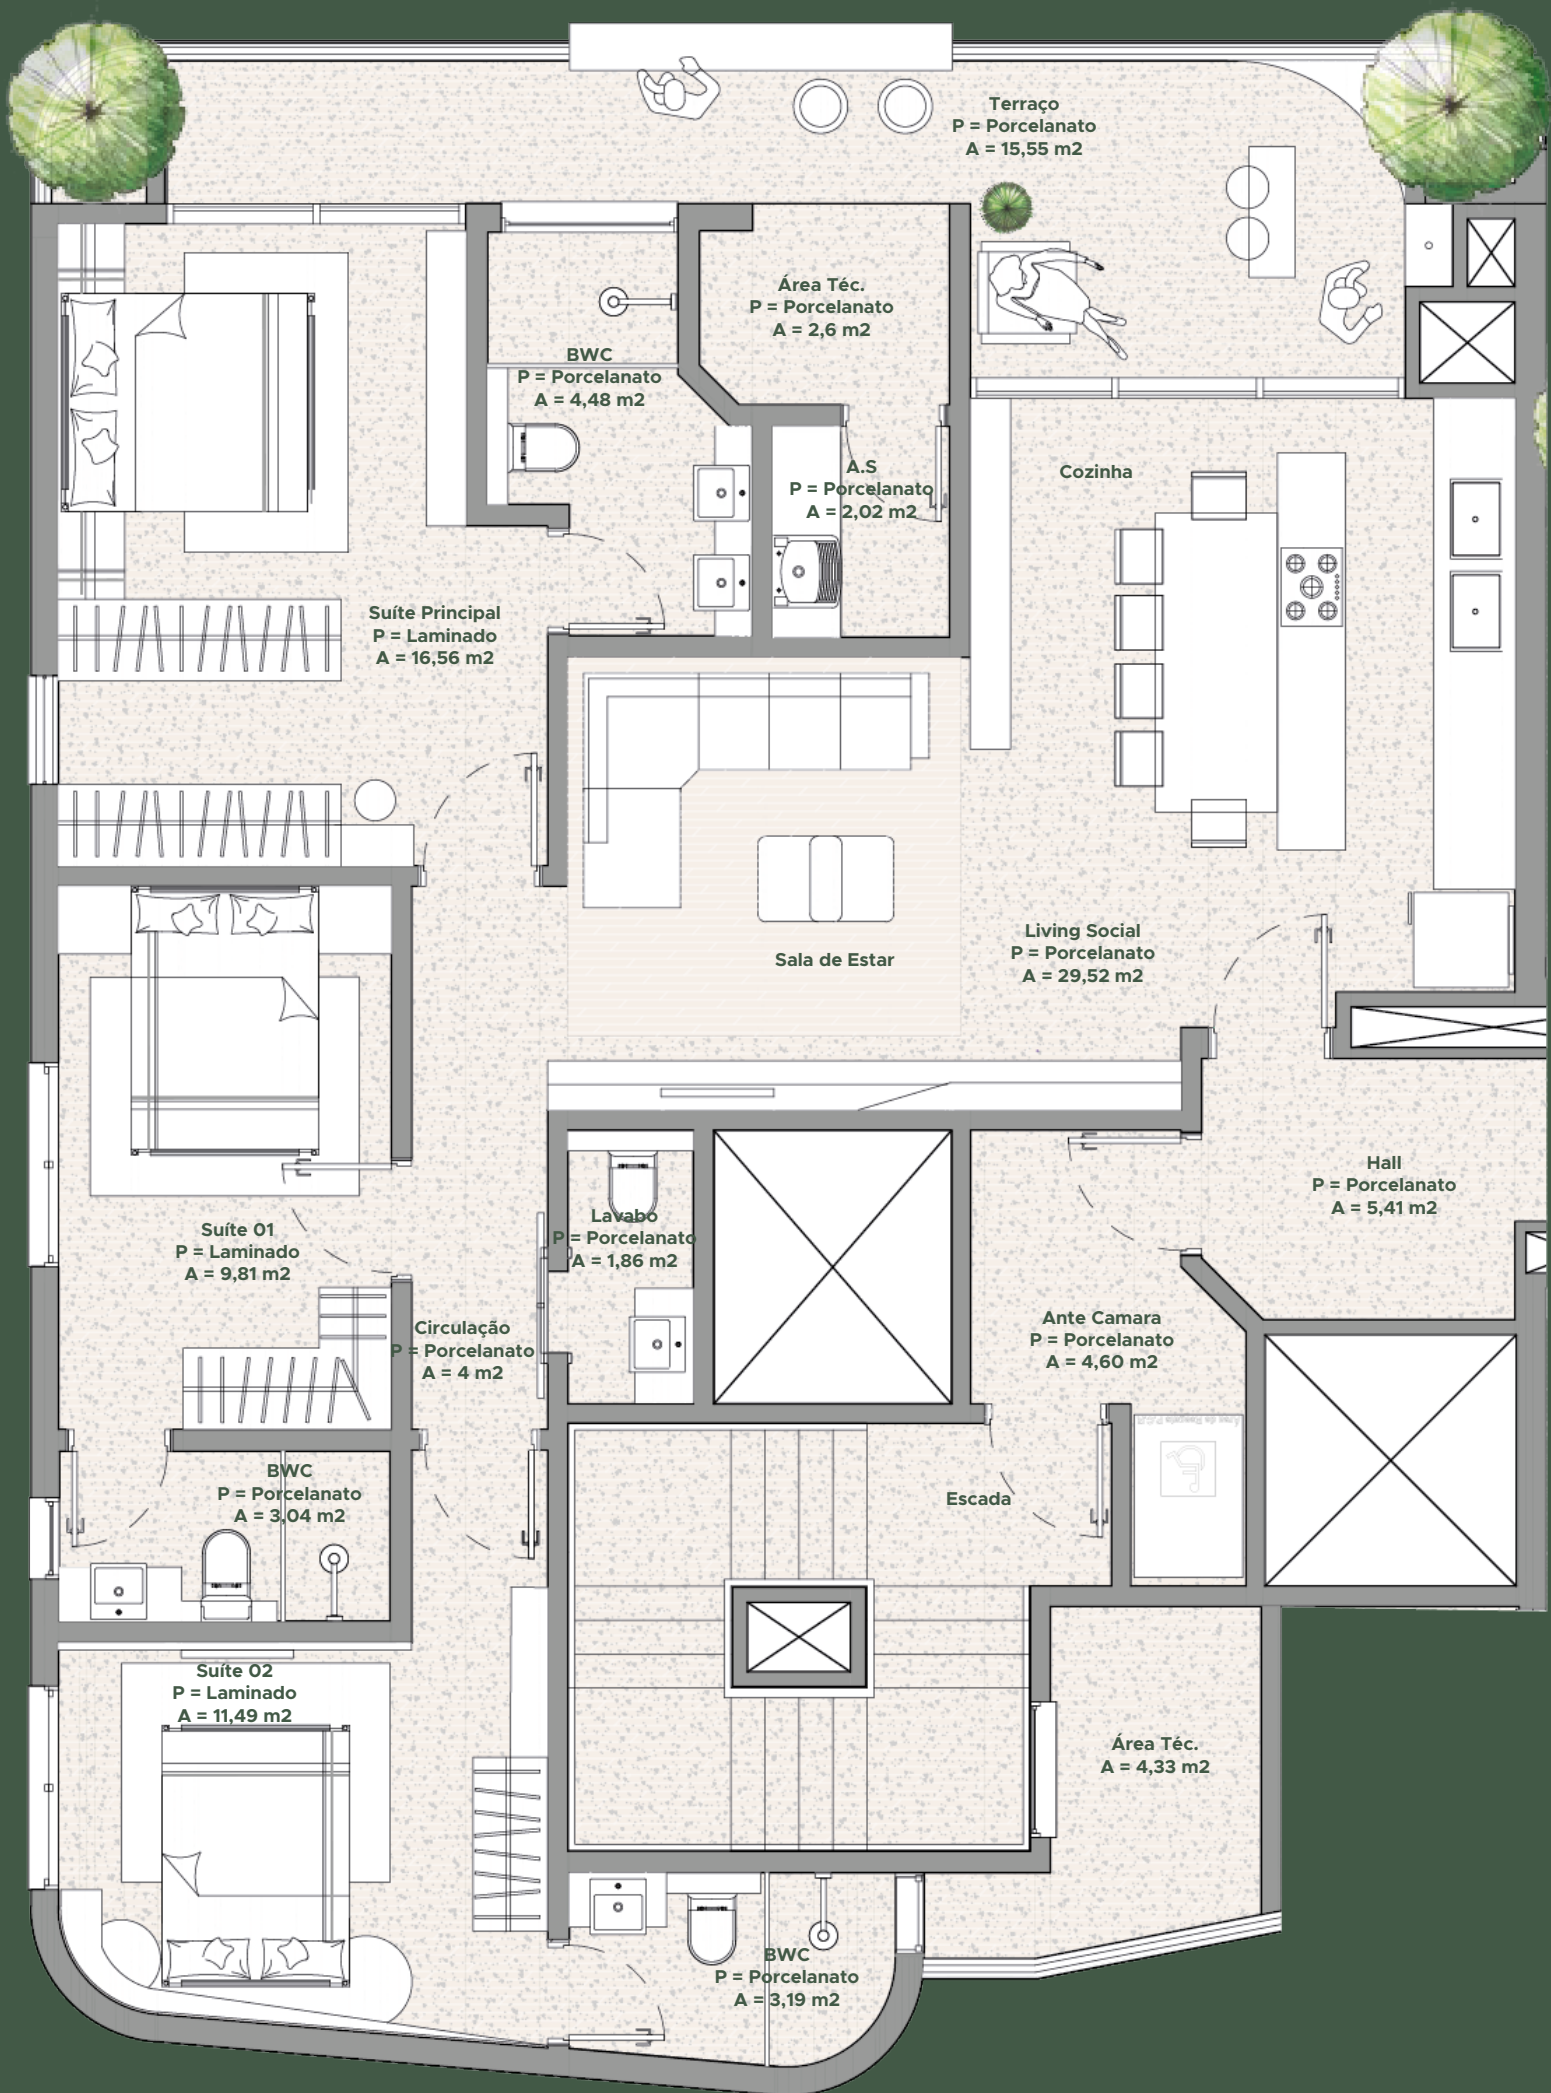 Terraço
P = Porcelanato
A = 15,55 m2
Área Téc.
P = Porcelanato
A = 2,6 m2
BWC
P = Porcelanato
A = 4,48 m2
A.S
P = Porcelanato
A = 2,02 m2
Cozinha
Suíte Principal
P = Laminado
A = 16,56 m2
Living Social
P = Porcelanato
A = 29,52 m2
Sala de Estar
Hall
P = Porcelanato
A = 5,41 m2
Lavabo
P = Porcelanato
A = 1,86 m2
Suíte 01
P = Laminado
A = 9,81 m2
Circulação
P = Porcelanato
A = 4 m2
Ante Camara
P = Porcelanato
A = 4,60 m2
BWC
P = Porcelanato
A = 3,04 m2
Escada
Suíte 02
P = Laminado
A = 11,49 m2
Área Téc.
A = 4,33 m2
BWC
P = Porcelanato
A = 3,19 m2